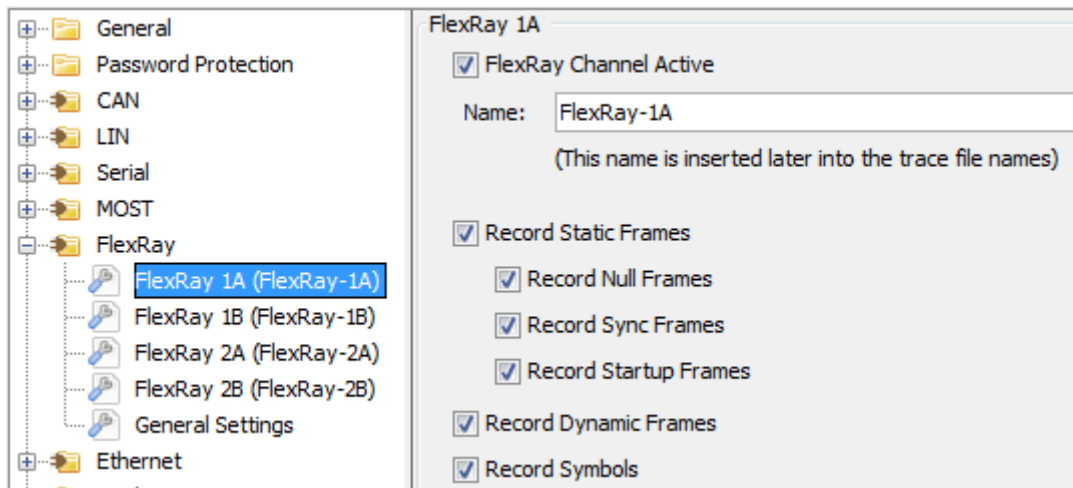 General
Password Protection
CAN
LIN
Serial
MOST
FlexRay
FlexRay 1A (FlexRay-1A)
FlexRay 1B (FlexRay-1B)
FlexRay 2A (FlexRay-2A)
FlexRay 2B (FlexRay-2B)
General Settings
Ethernet
FlexRay 1A
FlexRay Channel Active
Name: FlexRay-1A
(This name is inserted later into the trace file names)
Record Static Frames
Record Null Frames
Record Sync Frames
Record Startup Frames
Record Dynamic Frames
Record Symbols